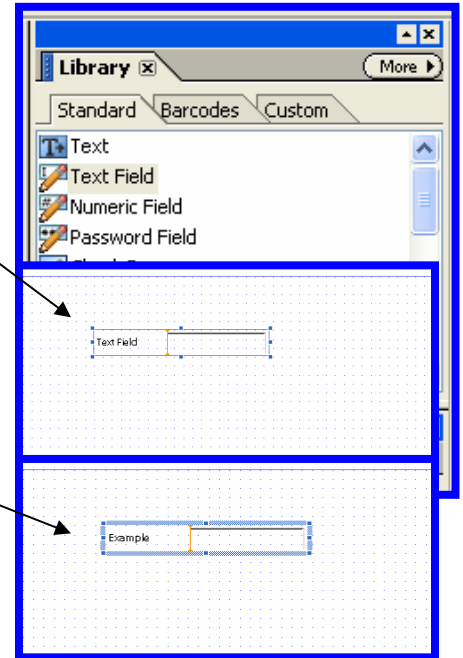 Library
More
Standard Barcodes Custom
Text
Text Field
Numeric Field
Password Field
Text Field
Example